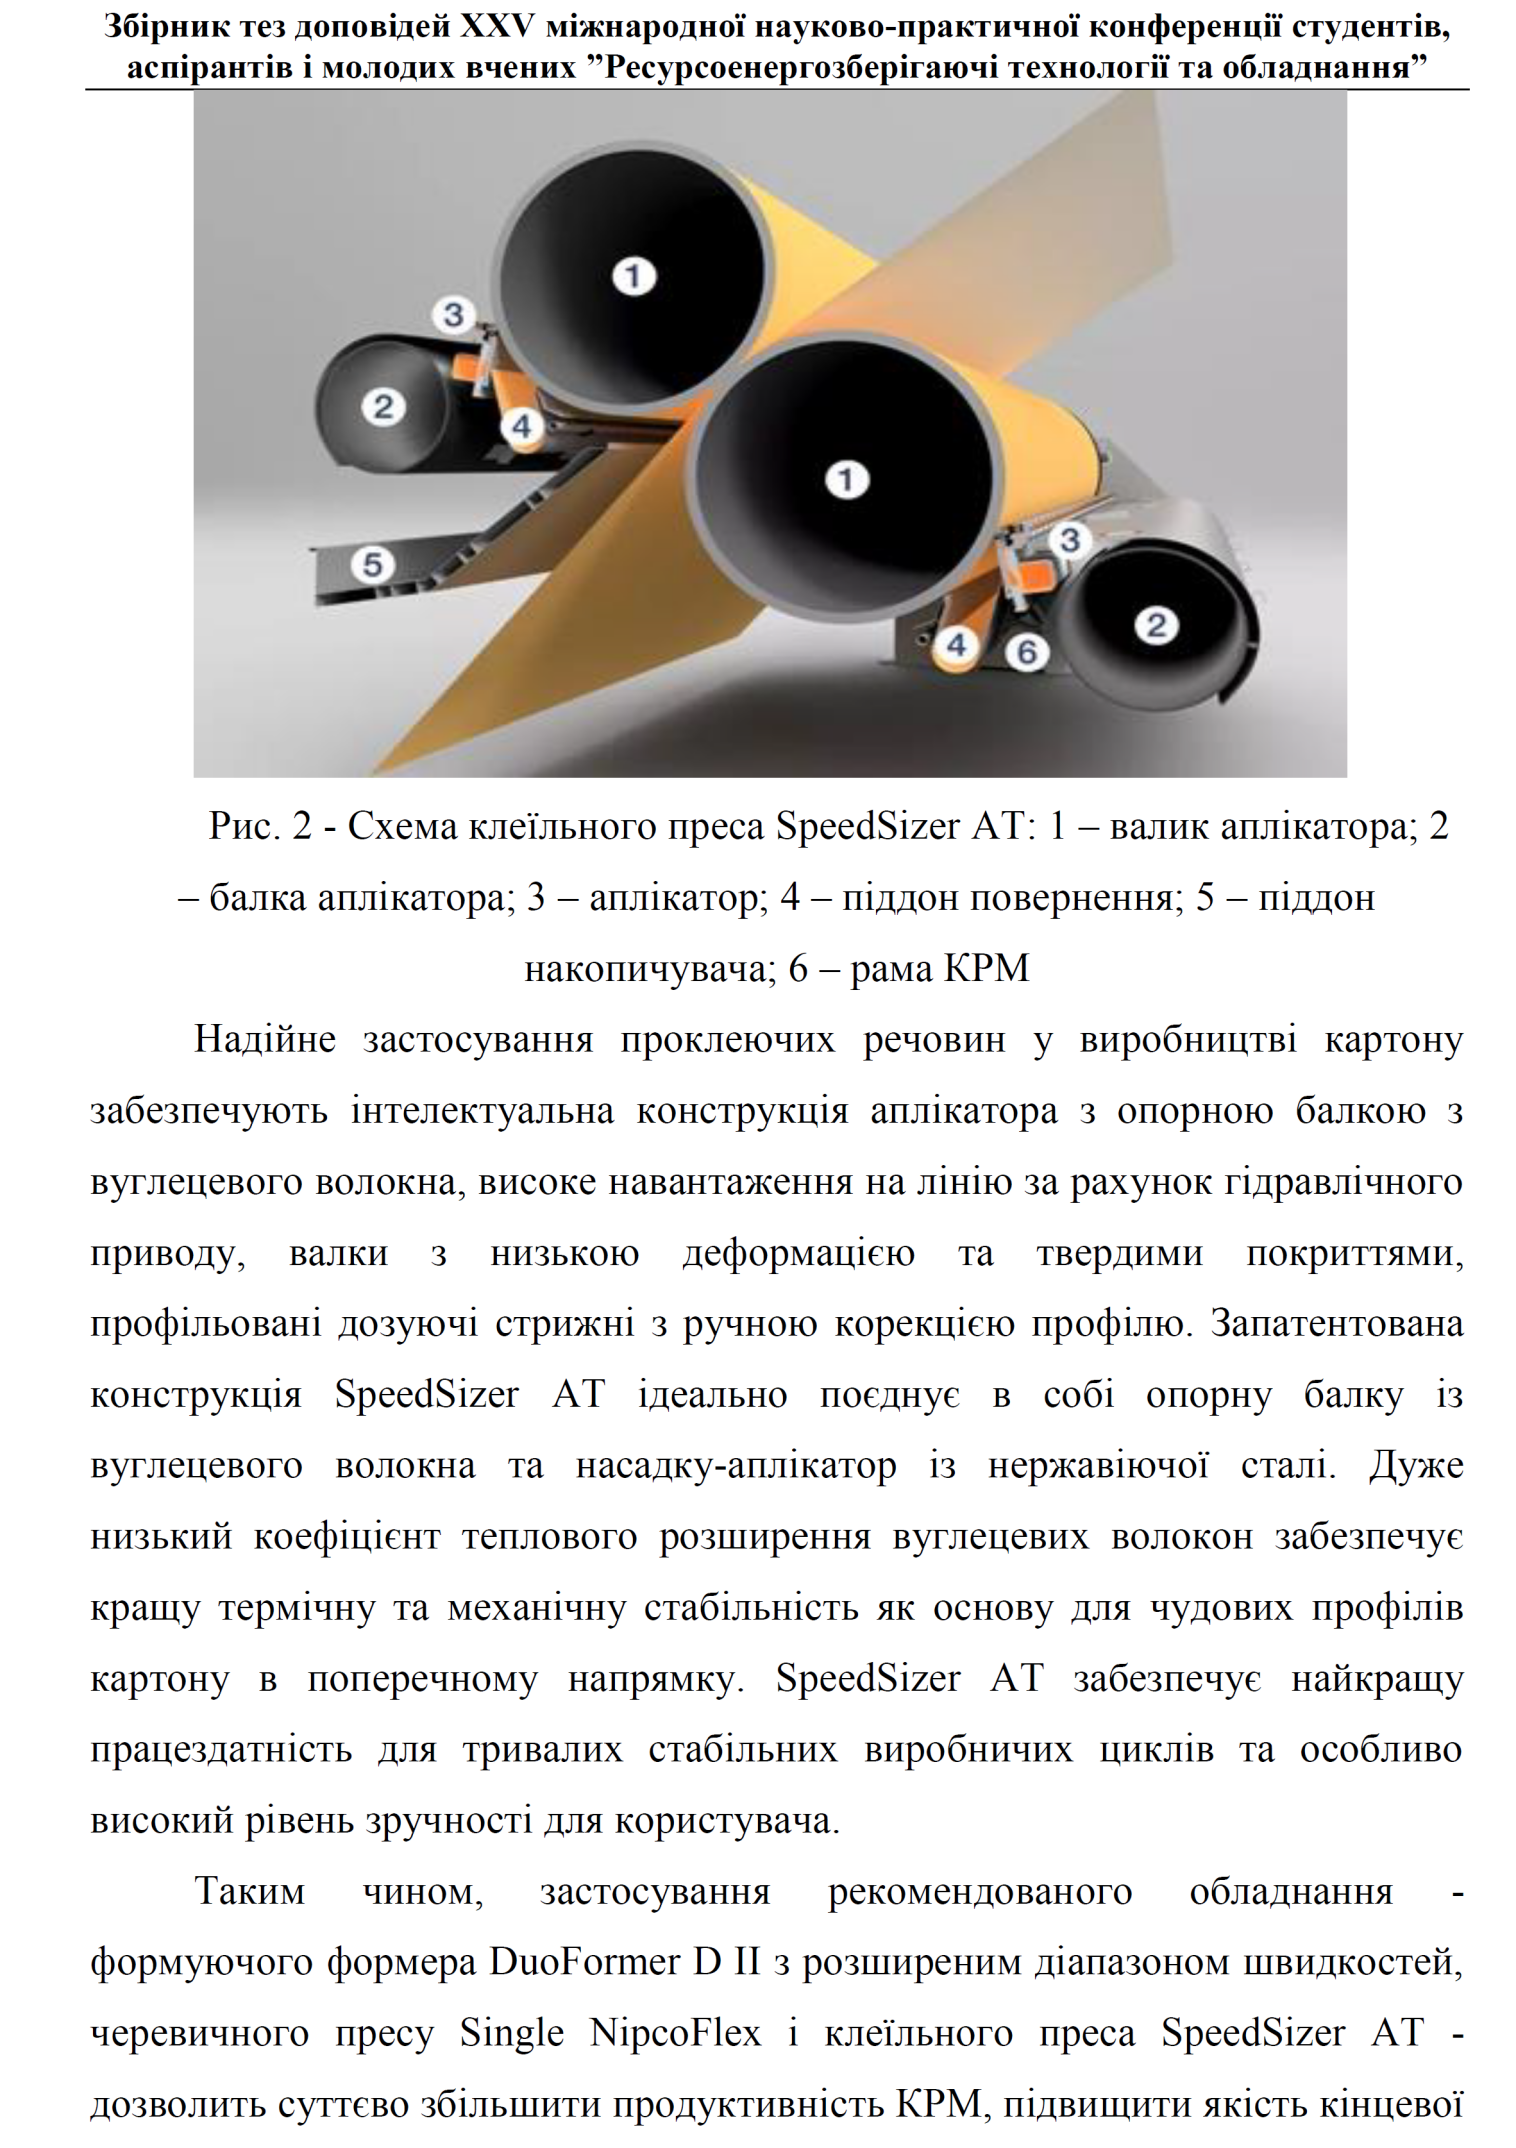 Збірник тез доповідей XXV міжнародної науково-практичної конференції студентів,
аспірантів і молодих вчених ”Ресурсоенергозберігаючі технології та обладнання”
1
3
2
4
1
5
3
2
4
6
Рис. 2 - Схема клеїльного преса SpeedSizer AT: 1 – валик аплікатора; 2
– балка аплікатора; 3 – аплікатор; 4 – піддон повернення; 5 – піддон
накопичувача; 6 – рама КРМ
Надійне застосування проклеючих речовин у виробництві картону
забезпечують інтелектуальна конструкція аплікатора з опорною балкою з
вуглецевого волокна, високе навантаження на лінію за рахунок гідравлічного
приводу, валки з низькою деформацією та твердими покриттями,
профільовані дозуючі стрижні з ручною корекцією профілю. Запатентована
конструкція SpeedSizer AT ідеально поєднує в собі опорну балку із
вуглецевого волокна та насадку-аплікатор із нержавіючої сталі. Дуже
низький коефіцієнт теплового розширення вуглецевих волокон забезпечує
кращу термічну та механічну стабільність як основу для чудових профілів
картону в поперечному напрямку. SpeedSizer AT забезпечує найкращу
працездатність для тривалих стабільних виробничих циклів та особливо
високий рівень зручності для користувача.
Таким чином, застосування рекомендованого обладнання -
формуючого формера DuoFormer D II з розширеним діапазоном швидкостей,
черевичного пресу Single NipcoFlex і клеїльного преса SpeedSizer AT -
дозволить суттєво збільшити продуктивність КРМ, підвищити якість кінцевої